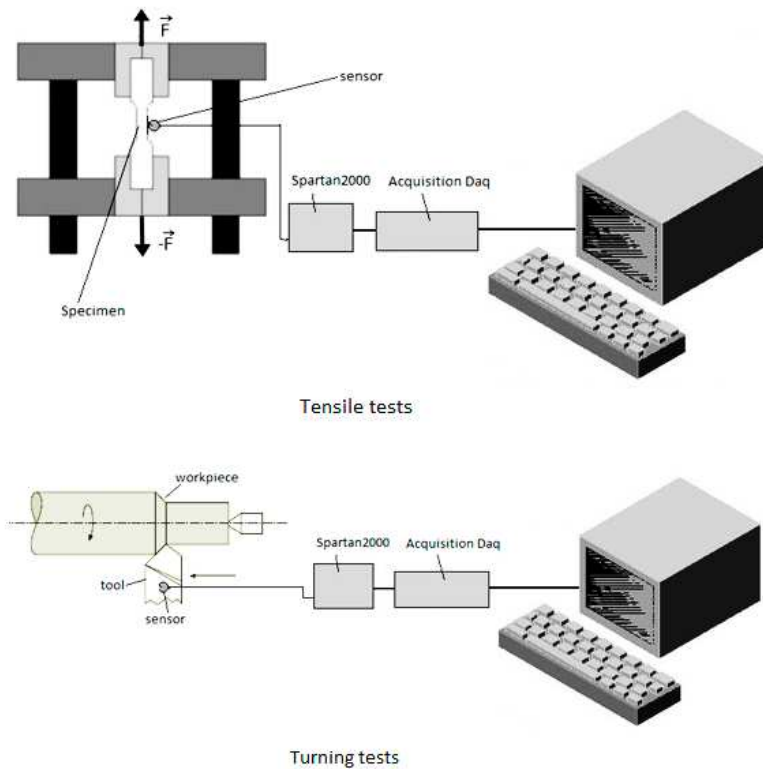 F
sensor
Spartan2000
Acquisition Daq
-F
Specimen
Tensile tests
workpiece
Spartan2000
Acquisition Daq
tool
sensor
Turning tests